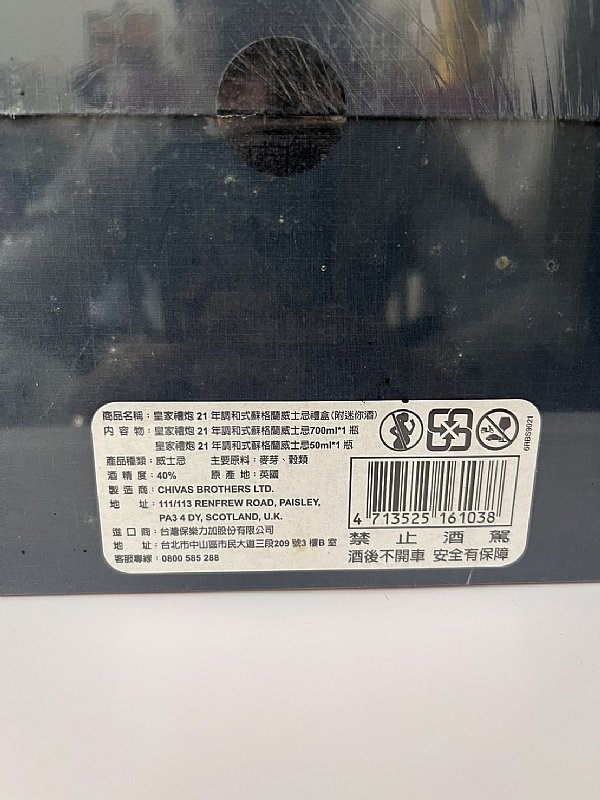 商品名稱：皇家禮炮 21 年調和式蘇格蘭威士忌禮盒(附迷你酒)
內 容 物：皇家禮炮 21 年調和式蘇格蘭威士忌700ml*1 瓶
皇家禮炮 21 年調和式蘇格蘭威士忌50ml*1 瓶
產品種類：威士忌 主要原料：麥芽、穀類
酒 精 度：40% 原 產 地：英國
製 造 商：CHIVAS BROTHERS LTD.
地 址：111/113 RENFREW ROAD, PAISLEY,
PA3 4 DY, SCOTLAND, U.K.
進 口 商：台灣保樂力加股份有限公司
地 址：台北市中山區市民大道三段209 號3 樓B 室
客服專線：0800 585 288
6RBS9021
4 713525 161038
禁 止 酒 駕
酒後不開車 安全有保障